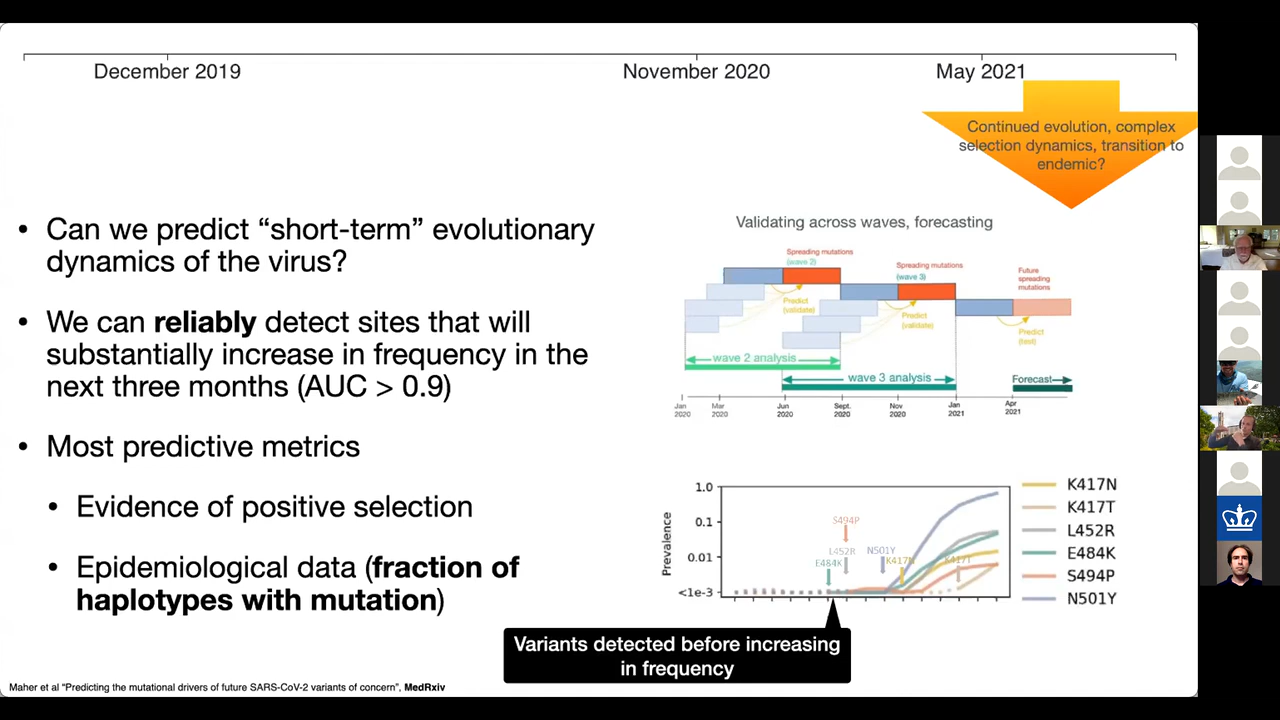 December 2019
November 2020
May 2021
Continued evolution, complex
selection dynamics, transition to
endemic?
• Can we predict “short-term” evolutionary
dynamics of the virus?
• We can reliably detect sites that will
substantially increase in frequency in the
next three months (AUC > 0.9)
• Most predictive metrics
• Evidence of positive selection
• Epidemiological data (fraction of
haplotypes with mutation)
Validating across waves, forecasting
Spreading mutations
(wave 2)
Spreading mutations
(wave 3)
Future
spreading
mutations
Predict
(validate)
Predict
(validate)
Predict
(test)
wave 2 analysis
wave 3 analysis
Forecast
Jan
2020
Mar
2020
Jun
2020
Sept.
2020
Nov
2020
Jan
2021
Apr
2021
Prevalence
1.0
0.1
0.01
<1e-3
S494P
L452R
N501Y
E484K
K417N
K417T
K417N
K417T
L452R
E484K
S494P
N501Y
Variants detected before increasing
in frequency
Maher et al “Predicting the mutational drivers of future SARS-CoV-2 variants of concern”, MedRxiv